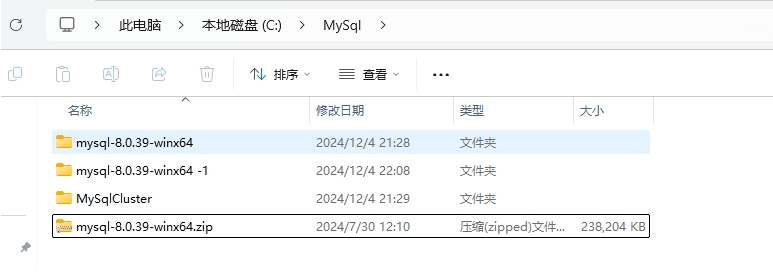 此电脑 > 本地磁盘 (C:) > MySql >
排序 查看 ...
名称 修改日期 类型 大小
mysql-8.0.39-winx64 2024/12/4 21:28 文件夹
mysql-8.0.39-winx64 -1 2024/12/4 22:08 文件夹
MySqlCluster 2024/12/4 21:29 文件夹
mysql-8.0.39-winx64.zip 2024/7/30 12:10 压缩(zipped)文件... 238,204 KB